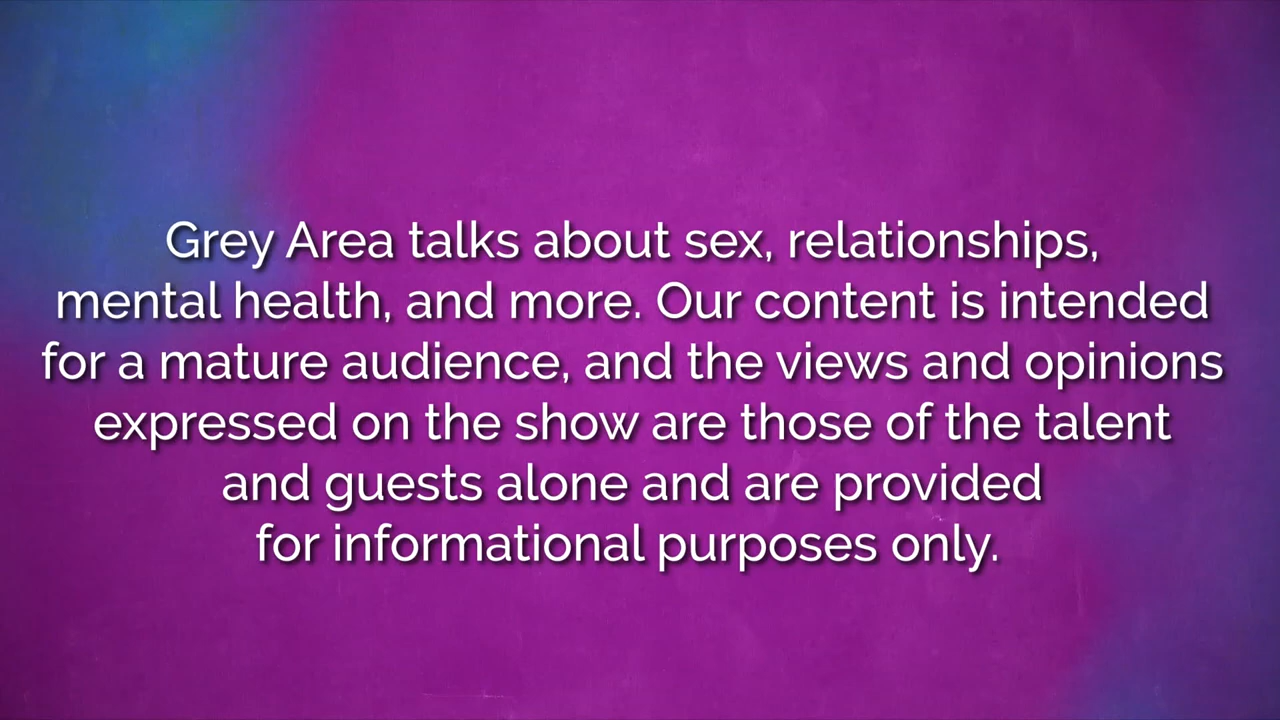 Grey Area talks about sex, relationships,
mental health, and more. Our content is intended
for a mature audience, and the views and opinions
expressed on the show are those of the talent
and guests alone and are provided
for informational purposes only.